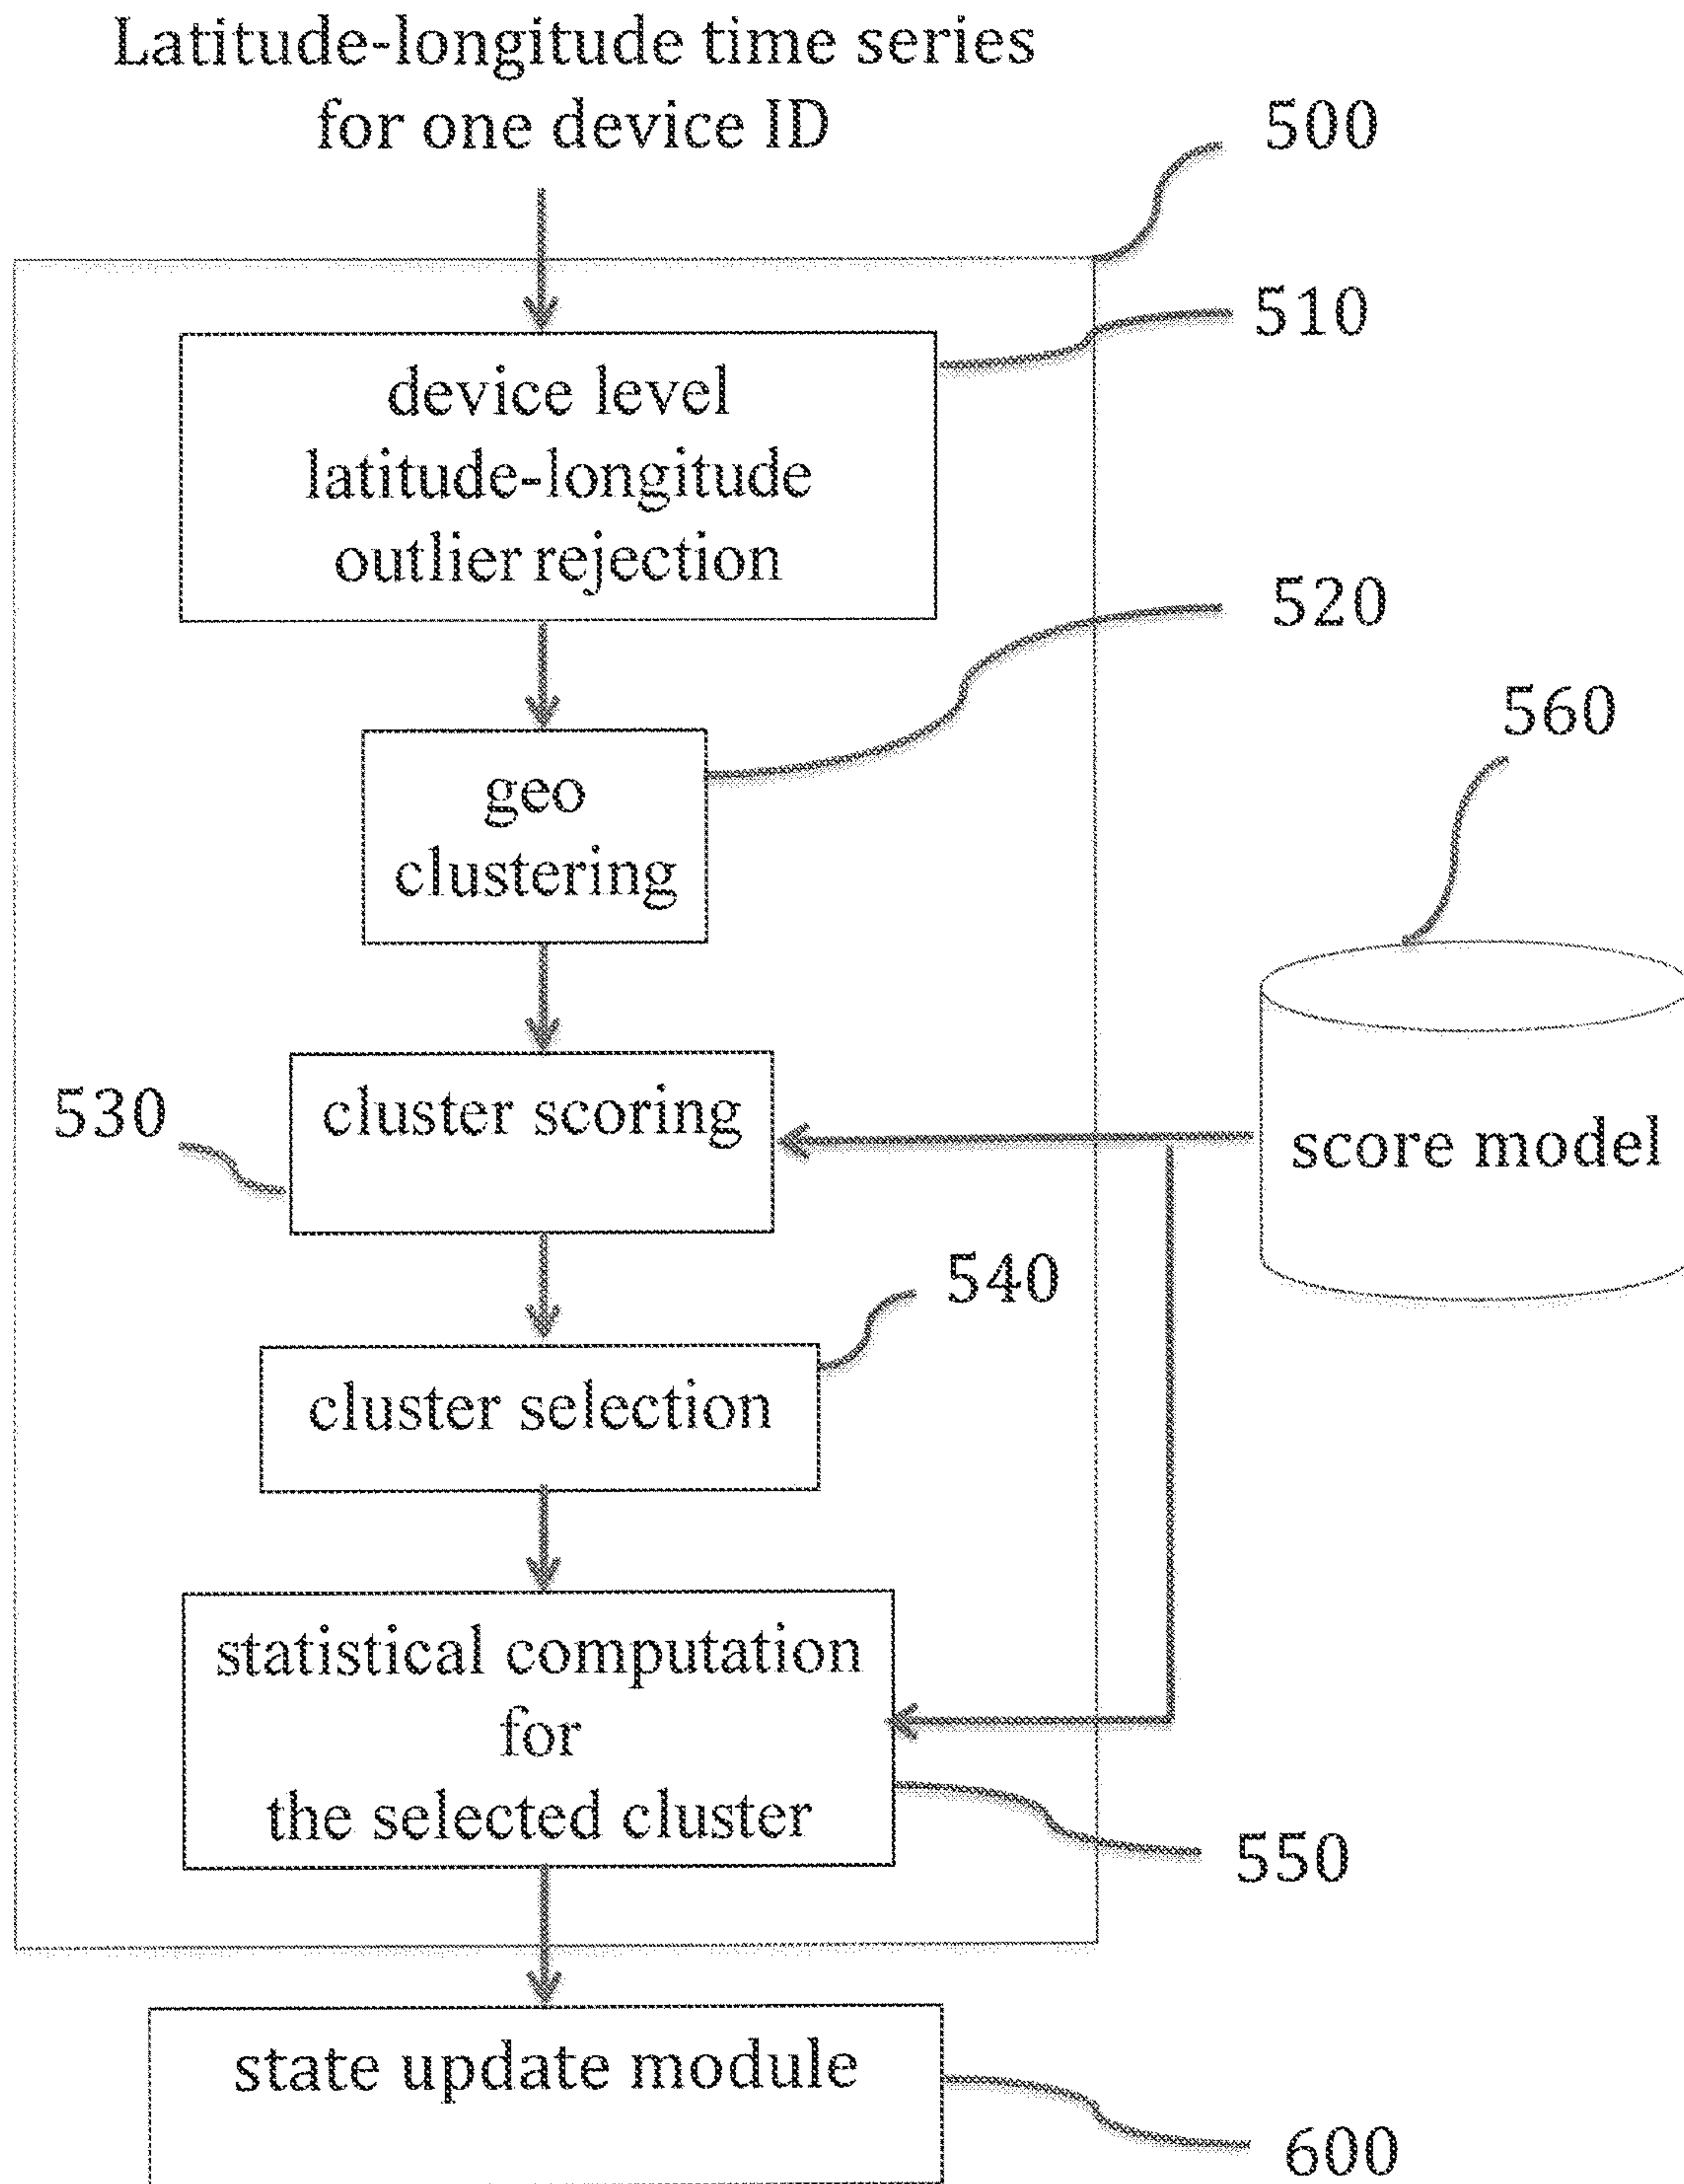 Latitude-longitude time series
for one device ID
500
510
device level
latitude-longitude
outlier rejection
520
geo
clustering
560
530
cluster scoring
score model
540
cluster selection
statistical computation
for
the selected cluster
550
state update module
600